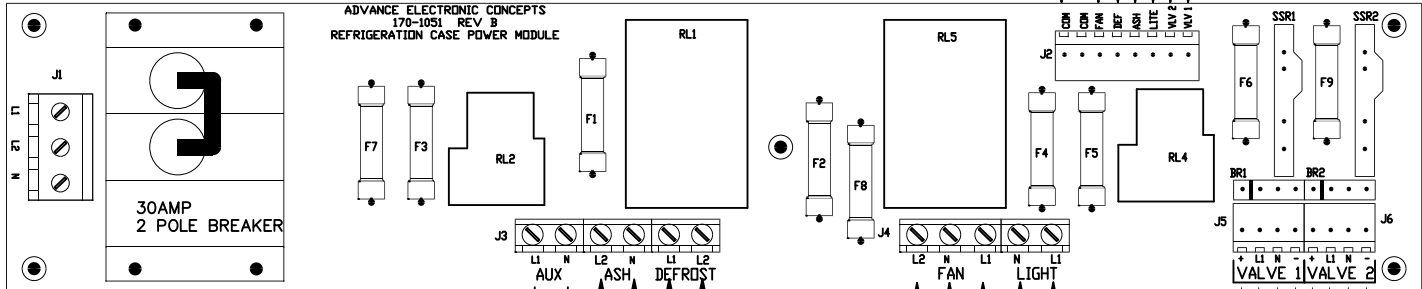 ADVANCE ELECTRONIC CONCEPTS
170-1051 REV B
REFRIGERATION CASE POWER MODULE
J1
L1
L2
N
30AMP
2 POLE BREAKER
F7
F3
RL2
F1
RL1
J3
L1 N L2 N L1 L2
AUX ASH DEFROST
F2
F8
RL5
J4
L2 N L1 N L1
FAN LIGHT
COM
COM
FAN
DEF
ASH
LITE
VLV 2
VLV 1
J2
F4
F5
RL4
F6
SSR1
F9
SSR2
BR1
BR2
J5
J6
+ L1 N - + L1 N -
VALVE 1 VALVE 2